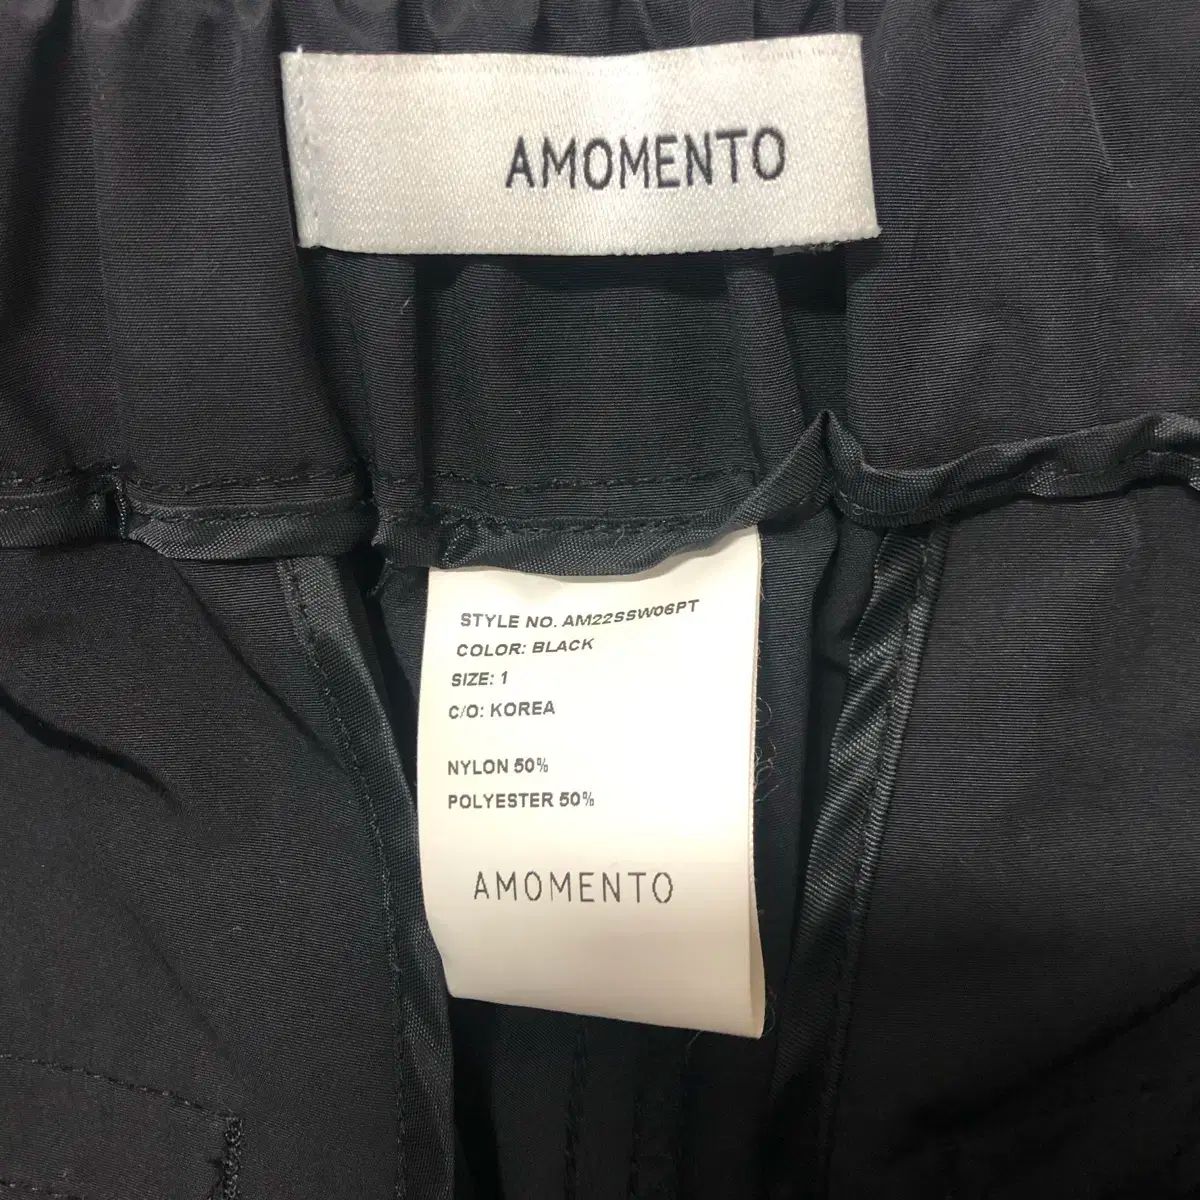 AMOMENTO
STYLE NO. AM22SSW06PT
COLOR: BLACK
SIZE: 1
C/O: KOREA
NYLON 50%
POLYESTER 50%
AMOMENTO